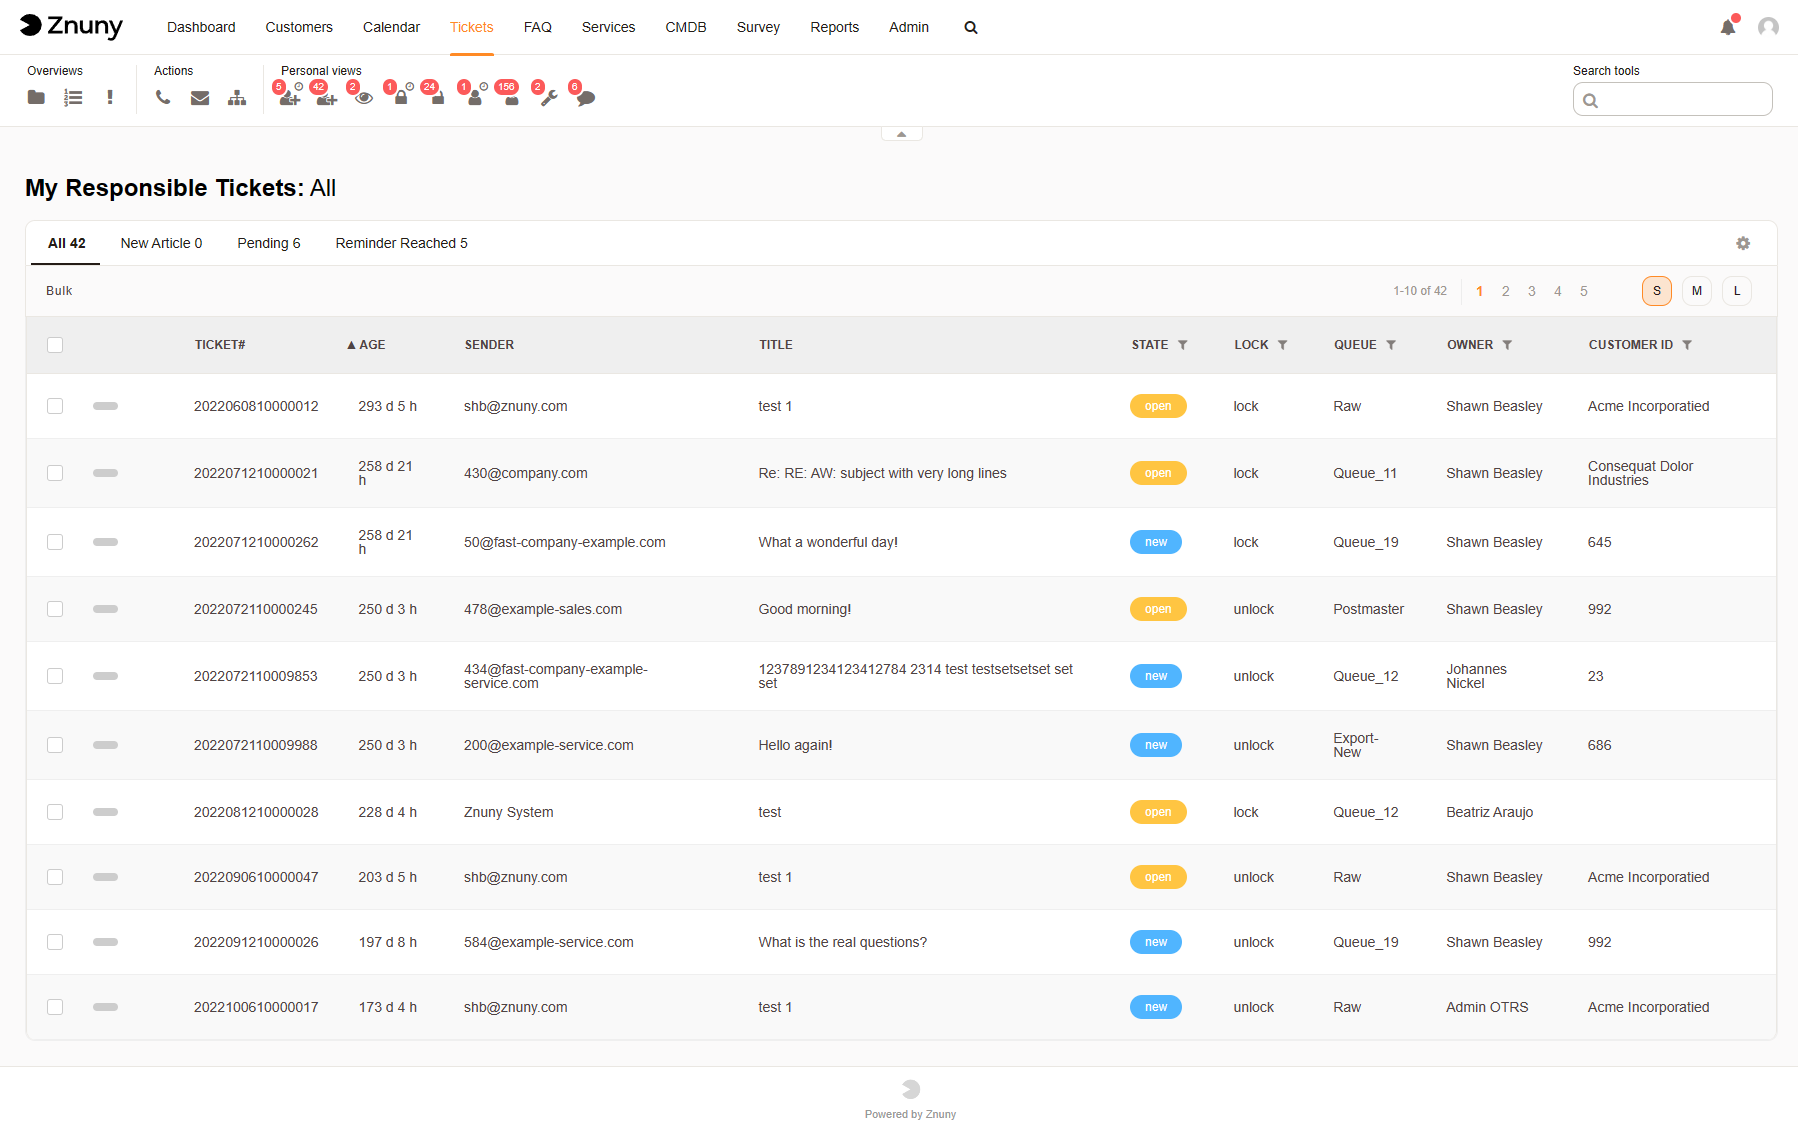 Znuny Dashboard Customers Calendar Tickets FAQ Services CMDB Survey Reports Admin
Overviews Actions Personal views Search tools
5 42 2 1 24 1 156 2 6
My Responsible Tickets: All
All 42 New Article 0 Pending 6 Reminder Reached 5
Bulk 1-10 of 42 1 2 3 4 5 S M L
TICKET# ▲ AGE SENDER TITLE STATE LOCK QUEUE OWNER CUSTOMER ID
2022060810000012 293 d 5 h shb@znuny.com test 1 open lock Raw Shawn Beasley Acme Incorporatied
2022071210000021 258 d 21 h 430@company.com Re: RE: AW: subject with very long lines open lock Queue_11 Shawn Beasley Consequat Dolor Industries
2022071210000262 258 d 21 h 50@fast-company-example.com What a wonderful day! new lock Queue_19 Shawn Beasley 645
2022072110000245 250 d 3 h 478@example-sales.com Good morning! open unlock Postmaster Shawn Beasley 992
2022072110009853 250 d 3 h 434@fast-company-example-service.com 1237891234123412784 2314 test testsetsetset set set new unlock Queue_12 Johannes Nickel 23
2022072110009988 250 d 3 h 200@example-service.com Hello again! new unlock Export-New Shawn Beasley 686
2022081210000028 228 d 4 h Znuny System test open lock Queue_12 Beatriz Araujo
2022090610000047 203 d 5 h shb@znuny.com test 1 open unlock Raw Shawn Beasley Acme Incorporatied
2022091210000026 197 d 8 h 584@example-service.com What is the real questions? new unlock Queue_19 Shawn Beasley 992
2022100610000017 173 d 4 h shb@znuny.com test 1 new unlock Raw Admin OTRS Acme Incorporatied
Powered by Znuny